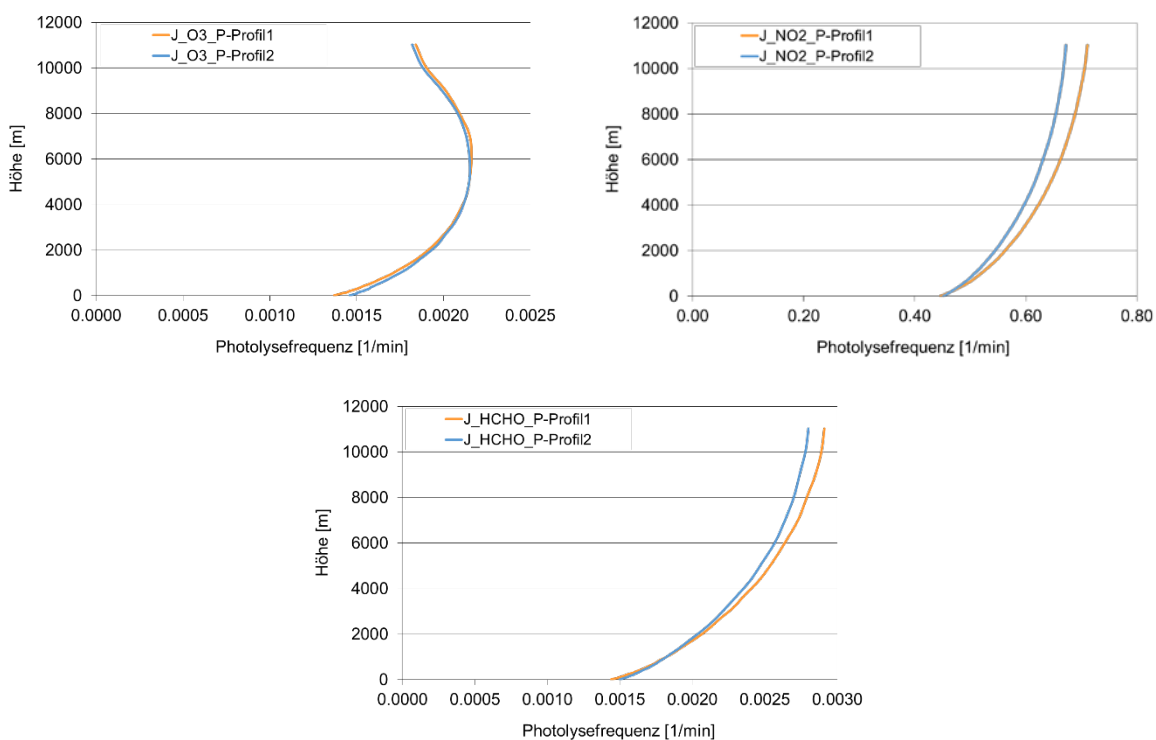 12000
10000
8000
6000
4000
2000
0
Höhe [m]
J_O3_P-Profil1
J_O3_P-Profil2
0.0000 0.0005 0.0010 0.0015 0.0020 0.0025
Photolysefrequenz [1/min]
12000
10000
8000
6000
4000
2000
0
Höhe [m]
J_NO2_P-Profil1
J_NO2_P-Profil2
0.00 0.20 0.40 0.60 0.80
Photolysefrequenz [1/min]
12000
10000
8000
6000
4000
2000
0
Höhe [m]
J_HCHO_P-Profil1
J_HCHO_P-Profil2
0.0000 0.0005 0.0010 0.0015 0.0020 0.0025 0.0030
Photolysefrequenz [1/min]